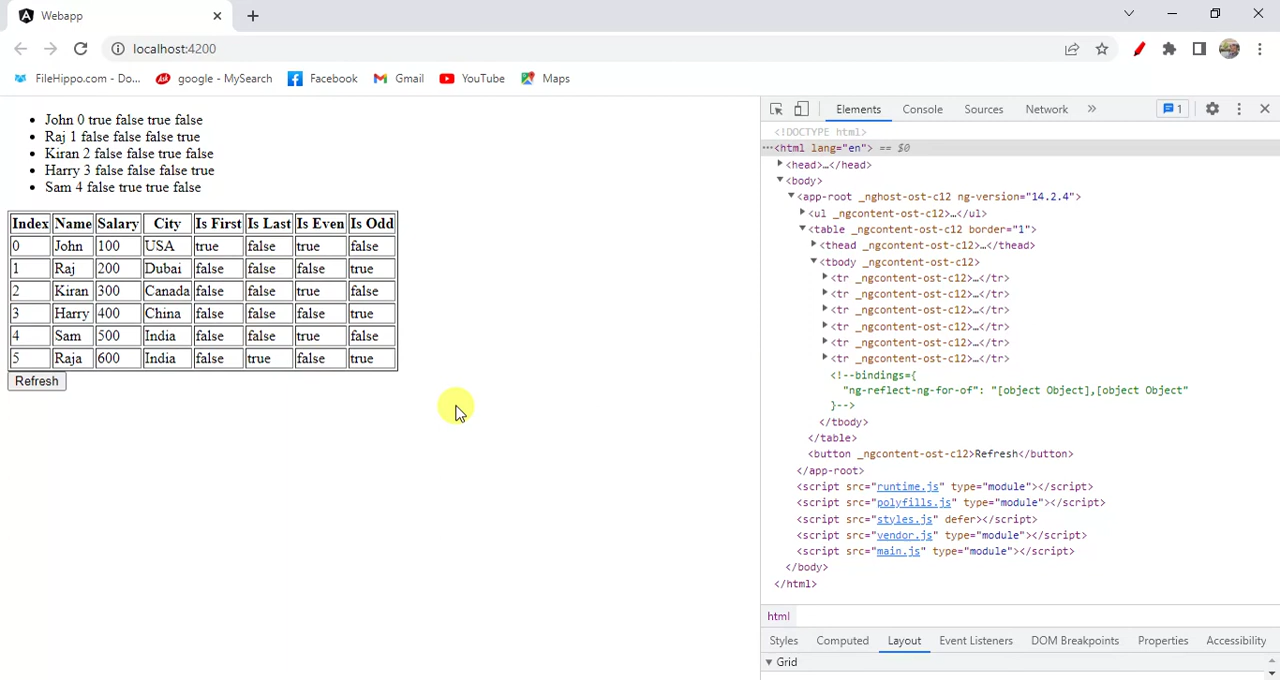 Webapp
localhost:4200
FileHippo.com - Do... google - MySearch Facebook Gmail YouTube Maps
John 0 true false true false
Raj 1 false false false true
Kiran 2 false false true false
Harry 3 false false false true
Sam 4 false true true false
Index Name Salary City Is First Is Last Is Even Is Odd
0 John 100 USA true false true false
1 Raj 200 Dubai false false false true
2 Kiran 300 Canada false false true false
3 Harry 400 China false false false true
4 Sam 500 India false false true false
5 Raja 600 India false true false true
Refresh
Elements Console Sources Network » 1
<!DOCTYPE html>
···<html lang="en"> == $0
<head>…</head>
<body>
<app-root _nghost-ost-c12 ng-version="14.2.4">
<ul _ngcontent-ost-c12>…</ul>
<table _ngcontent-ost-c12 border="1">
<thead _ngcontent-ost-c12>…</thead>
<tbody _ngcontent-ost-c12>
<tr _ngcontent-ost-c12>…</tr>
<tr _ngcontent-ost-c12>…</tr>
<tr _ngcontent-ost-c12>…</tr>
<tr _ngcontent-ost-c12>…</tr>
<tr _ngcontent-ost-c12>…</tr>
<tr _ngcontent-ost-c12>…</tr>
<!--bindings={
"ng-reflect-ng-for-of": "[object Object],[object Object"
}-->
</tbody>
</table>
<button _ngcontent-ost-c12>Refresh</button>
</app-root>
<script src="runtime.js" type="module"></script>
<script src="polyfills.js" type="module"></script>
<script src="styles.js" defer></script>
<script src="vendor.js" type="module"></script>
<script src="main.js" type="module"></script>
</body>
</html>
html
Styles Computed Layout Event Listeners DOM Breakpoints Properties Accessibility
Grid